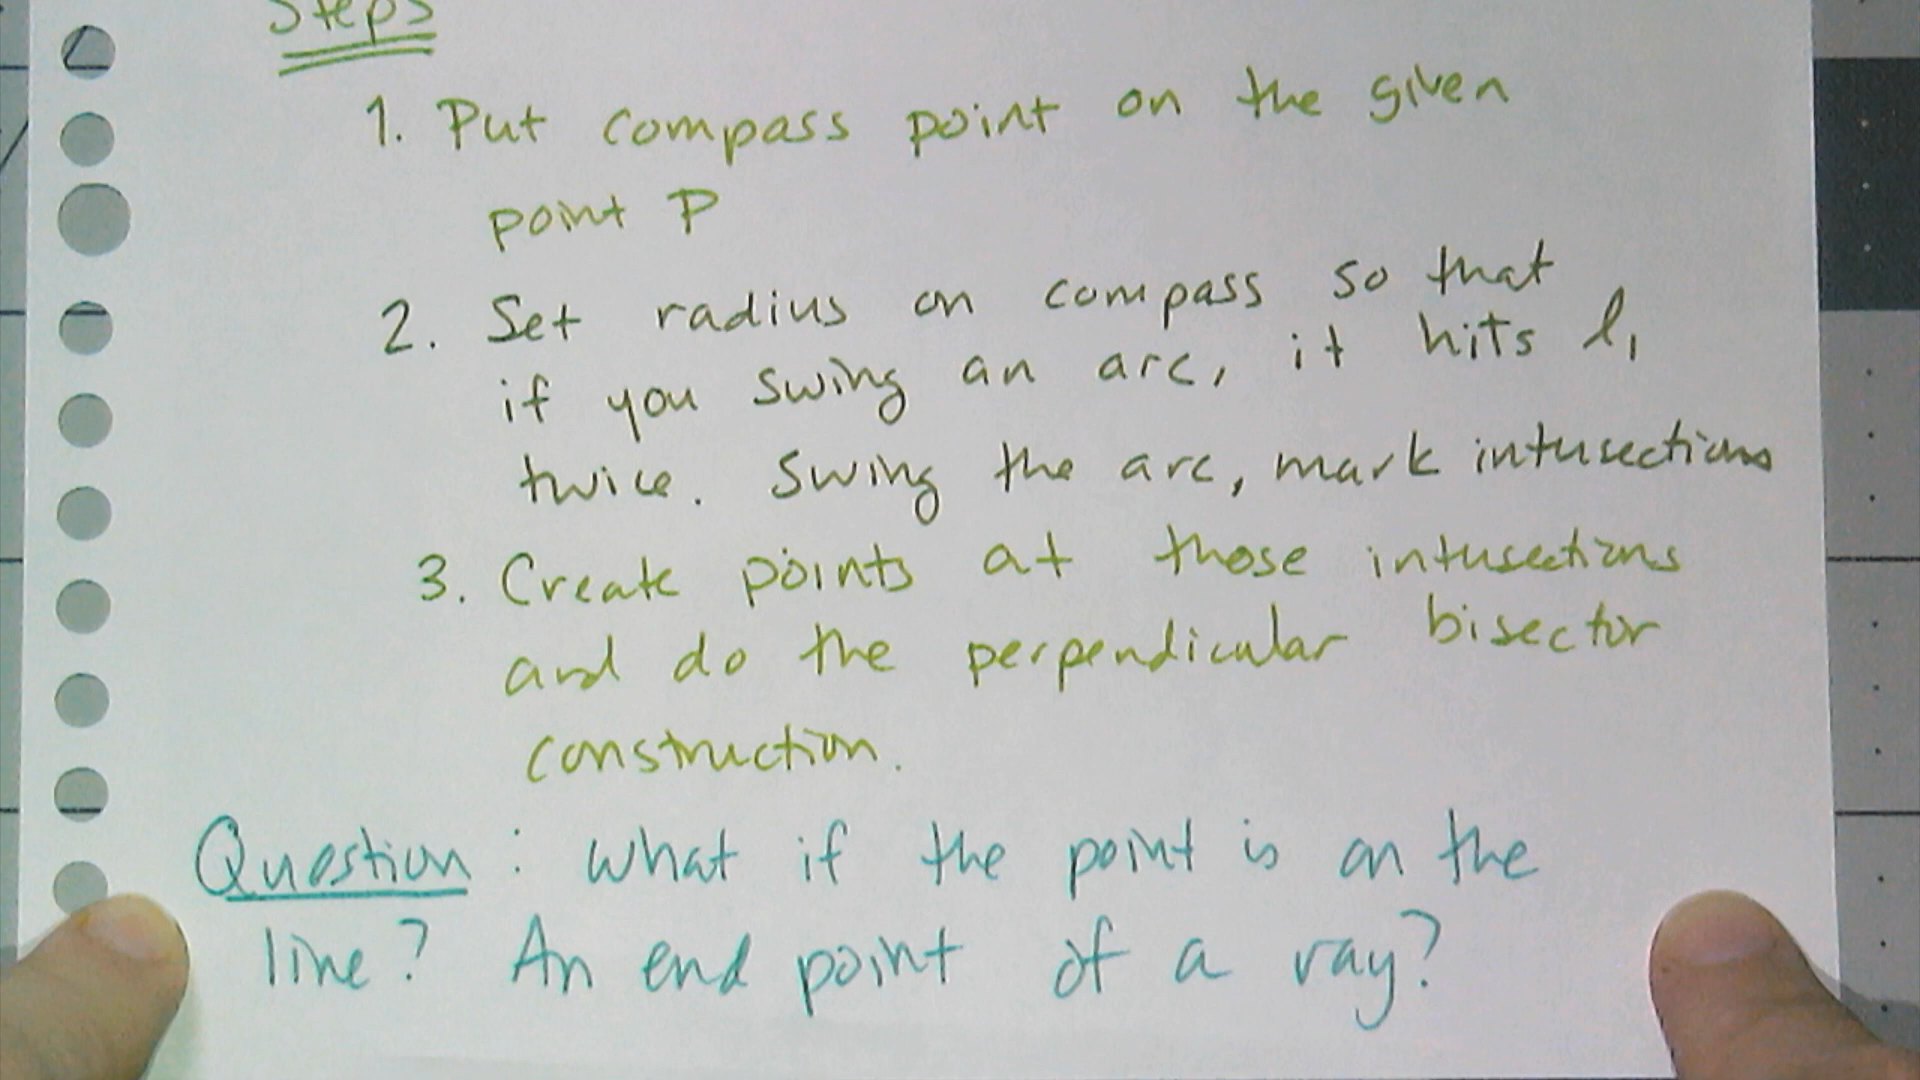 Steps
1. Put compass point on the given
point P
2. Set radius on compass so that
if you swing an arc, it hits l₁
twice. Swing the arc, mark intersections
3. Create points at those intersections
and do the perpendicular bisector
construction.
Question : What if the point is on the
line? An end point of a ray?